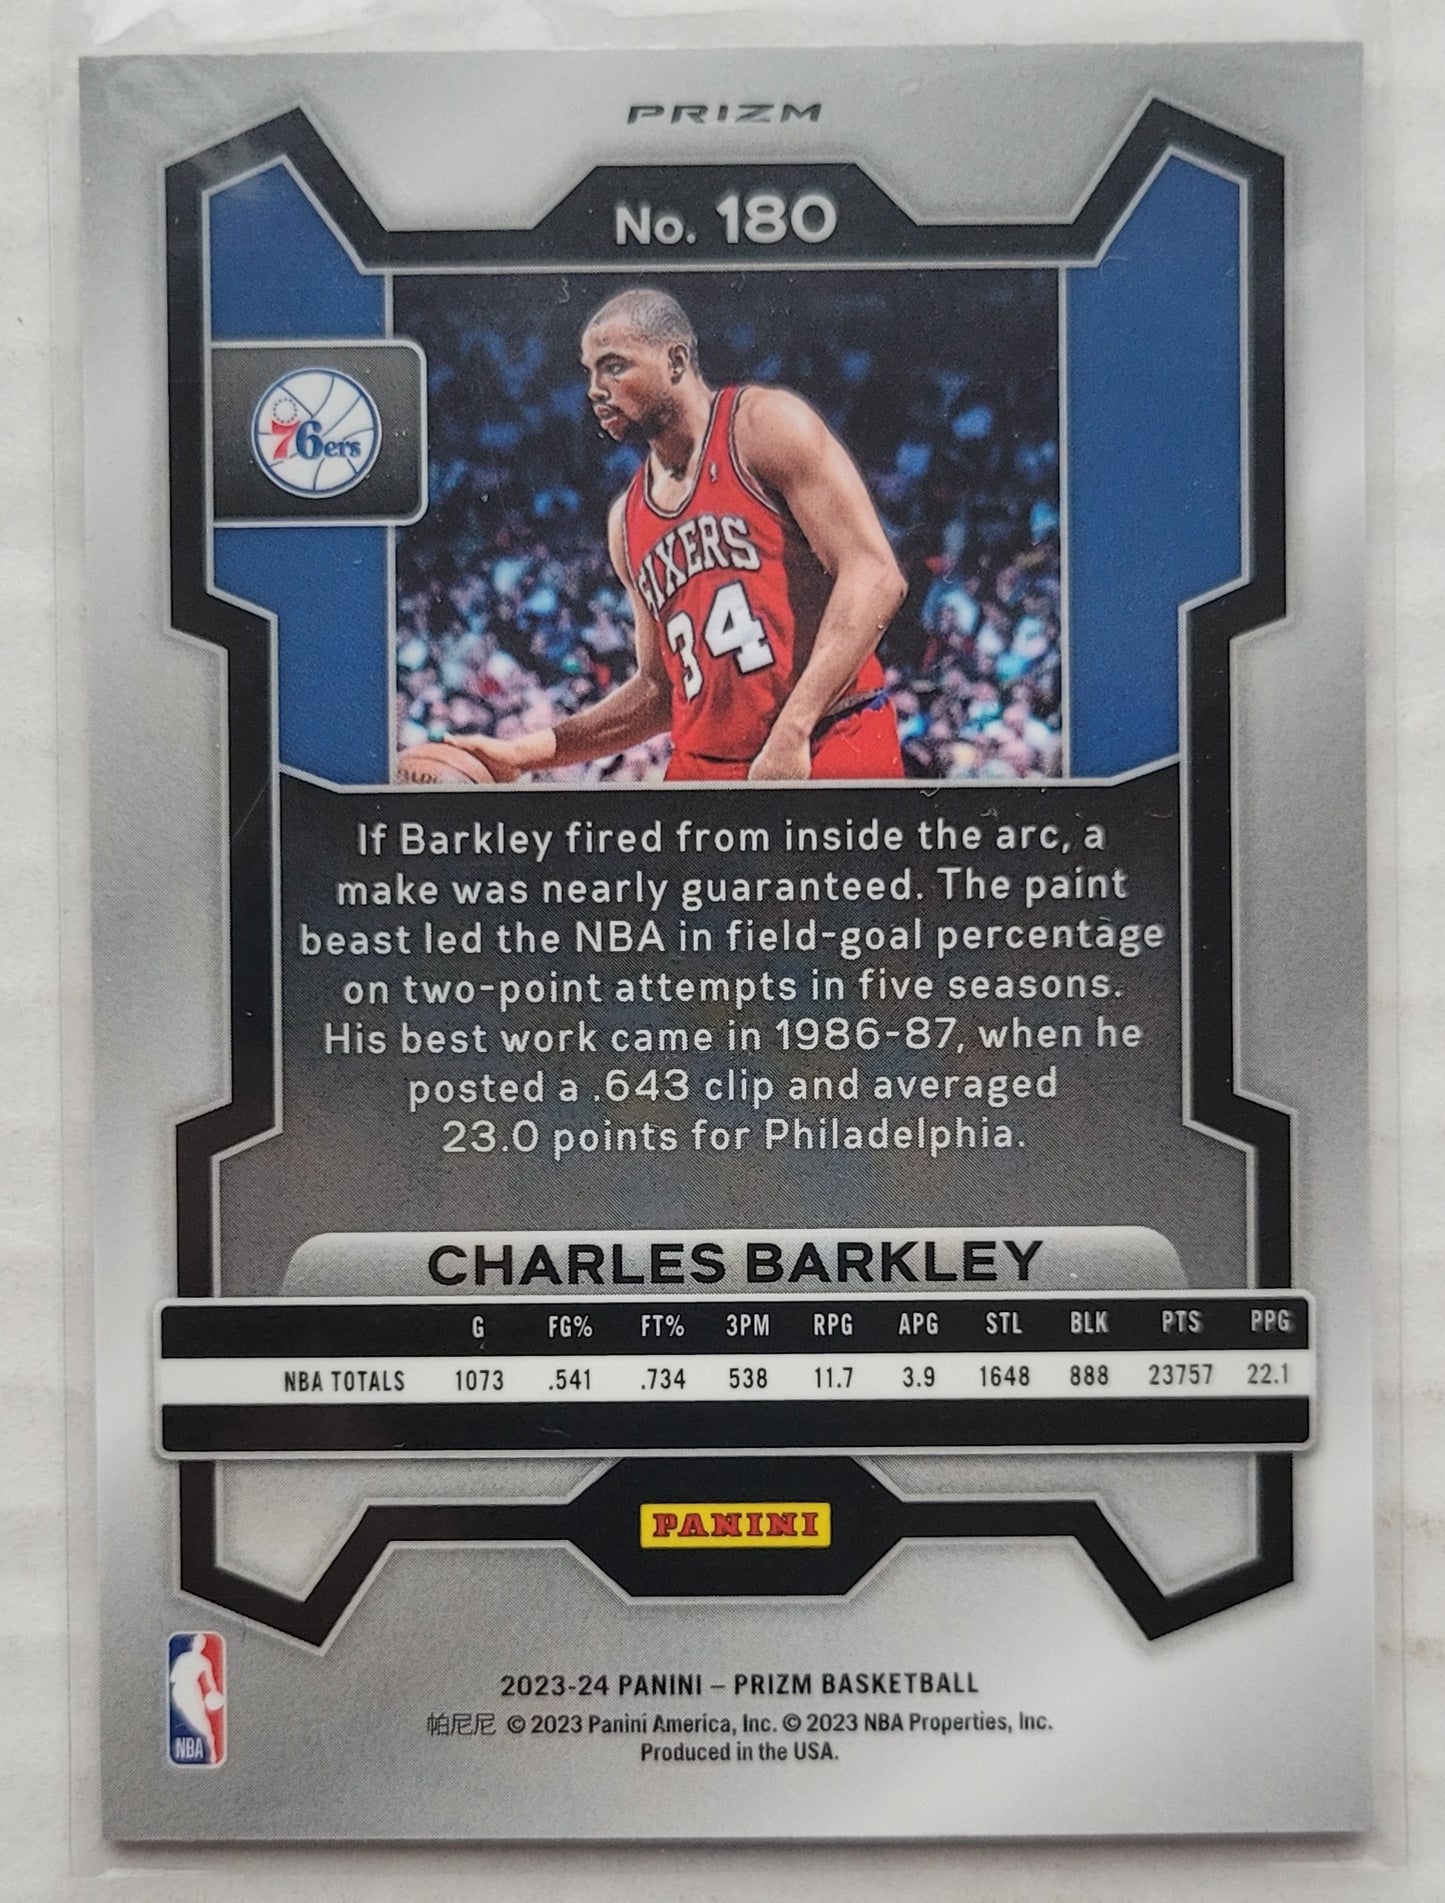 PRIZM
No. 180
76ers
SIXERS
34
If Barkley fired from inside the arc, a
make was nearly guaranteed. The paint
beast led the NBA in field-goal percentage
on two-point attempts in five seasons.
His best work came in 1986-87, when he
posted a .643 clip and averaged
23.0 points for Philadelphia.
CHARLES BARKLEY
G FG% FT% 3PM RPG APG STL BLK PTS PPG
NBA TOTALS 1073 .541 .734 538 11.7 3.9 1648 888 23757 22.1
PANINI
2023-24 PANINI – PRIZM BASKETBALL
帕尼尼 © 2023 Panini America, Inc. © 2023 NBA Properties, Inc.
Produced in the USA.
NBA